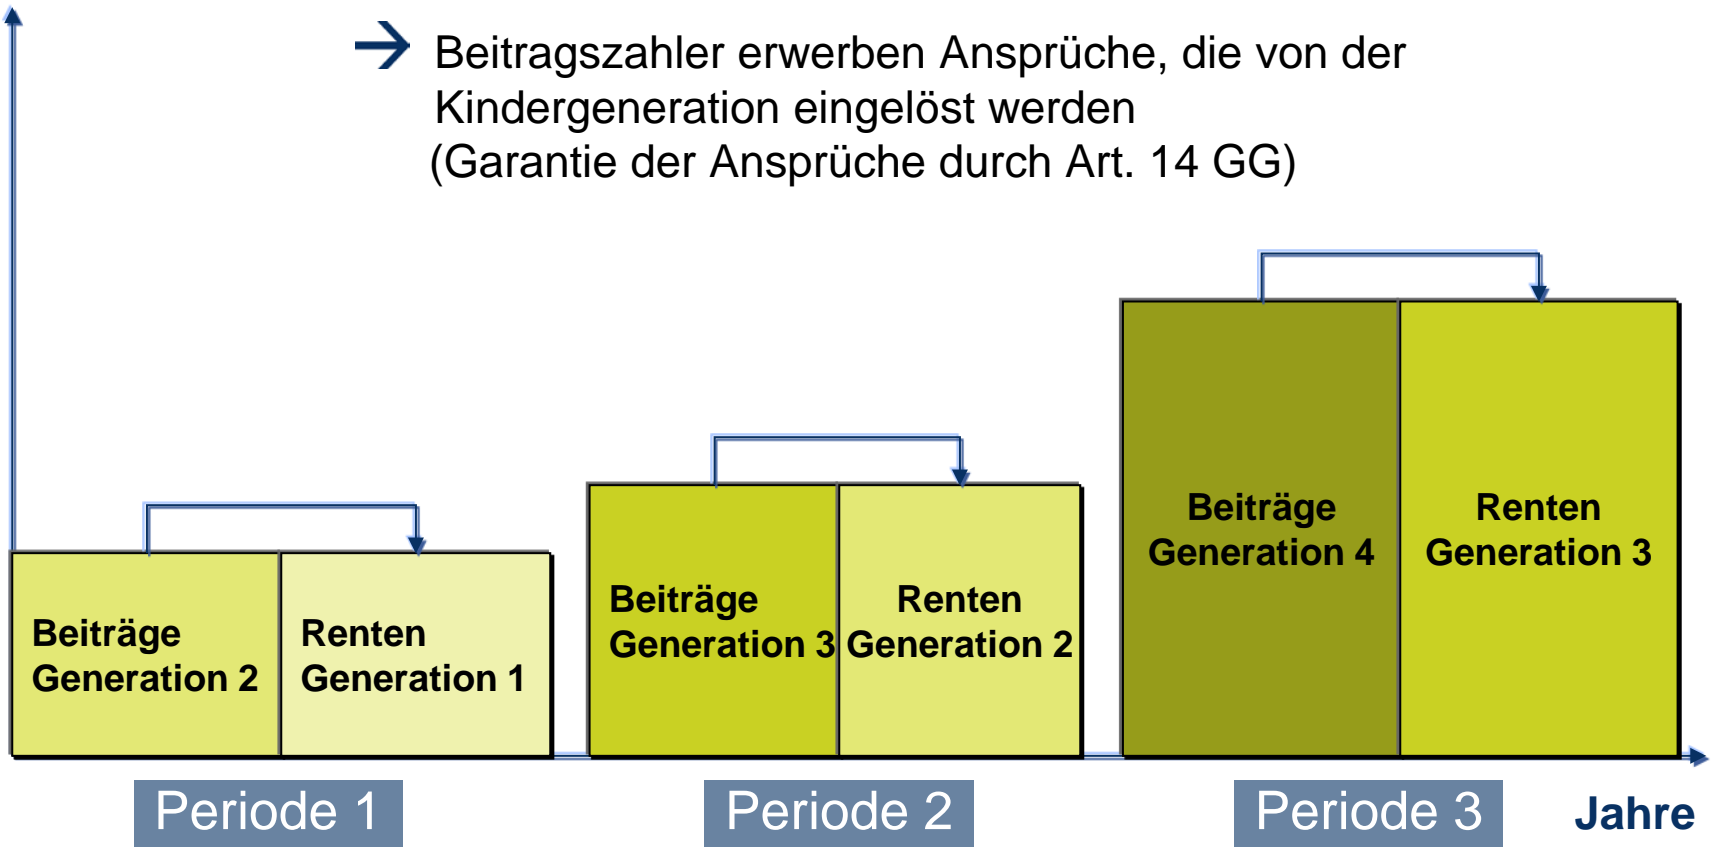 Beitragszahler erwerben Ansprüche, die von der
Kindergeneration eingelöst werden
(Garantie der Ansprüche durch Art. 14 GG)
Beiträge
Generation 2
Renten
Generation 1
Beiträge
Generation 3
Renten
Generation 2
Beiträge
Generation 4
Renten
Generation 3
Periode 1
Periode 2
Periode 3
Jahre